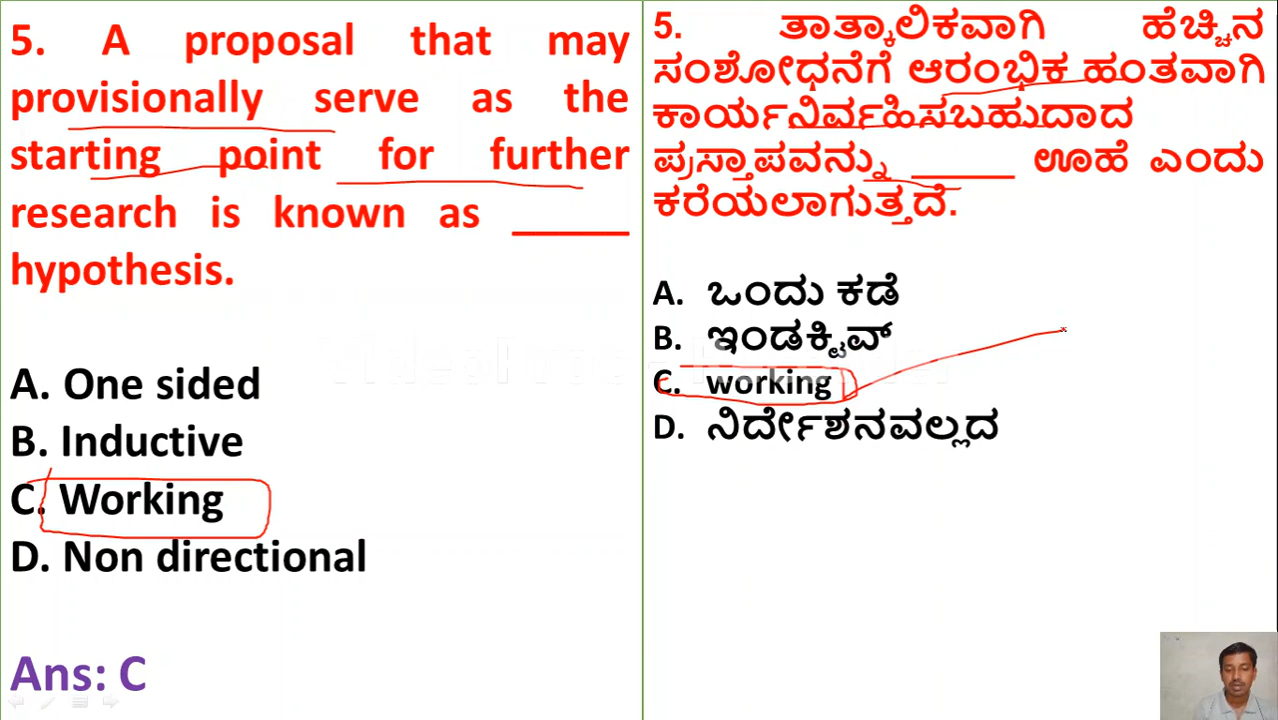 5. A proposal that may
provisionally serve as the
starting point for further
research is known as _____
hypothesis.
A. One sided
B. Inductive
C. Working
D. Non directional
Ans: C
5. ತಾತ್ಕಾಲಿಕವಾಗಿ ಹೆಚ್ಚಿನ
ಸಂಶೋಧನೆಗೆ ಆರಂಭಿಕ ಹಂತವಾಗಿ
ಕಾರ್ಯನಿರ್ವಹಿಸಬಹುದಾದ
ಪ್ರಸ್ತಾಪವನ್ನು _____ ಊಹೆ ಎಂದು
ಕರೆಯಲಾಗುತ್ತದೆ.
A. ಒಂದು ಕಡೆ
B. ಇಂಡಕ್ಟಿವ್
C. working
D. ನಿರ್ದೇಶನವಲ್ಲದ